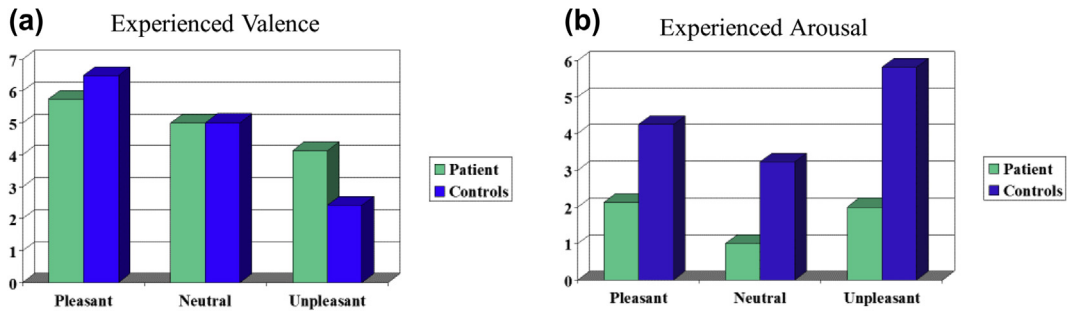 (a)
Experienced Valence
7
6
5
4
3
2
1
0
Pleasant Neutral Unpleasant
Patient
Controls
(b)
Experienced Arousal
6
5
4
3
2
1
0
Pleasant Neutral Unpleasant
Patient
Controls